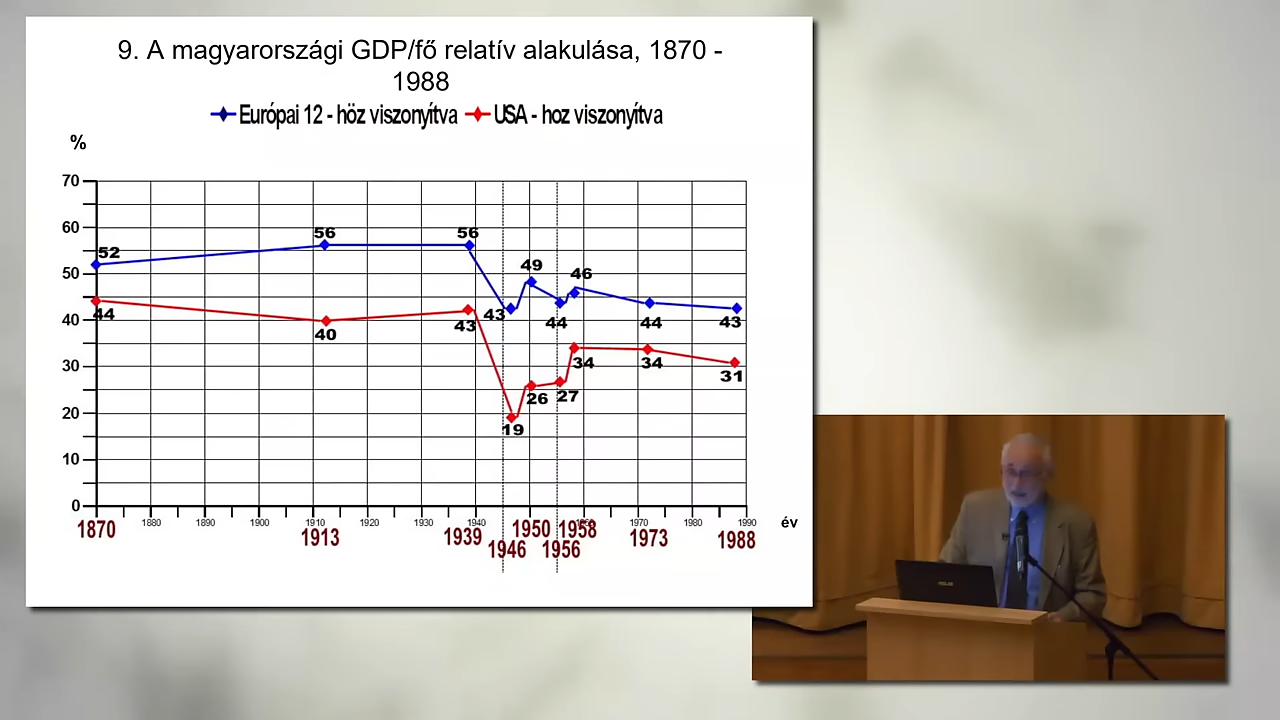 9. A magyarországi GDP/fő relatív alakulása, 1870 -
1988
Európai 12 - höz viszonyítva USA - hoz viszonyítva
%
70
60
50
40
30
20
10
0
52 56 56 43 49 44 46 44 43
44 40 43 19 26 27 34 34 31
1880 1890 1900 1910 1920 1930 1940 1970 1980 1990 év
1870 1913 1939 1950 1958 1973 1988
1946 1956
ASUS